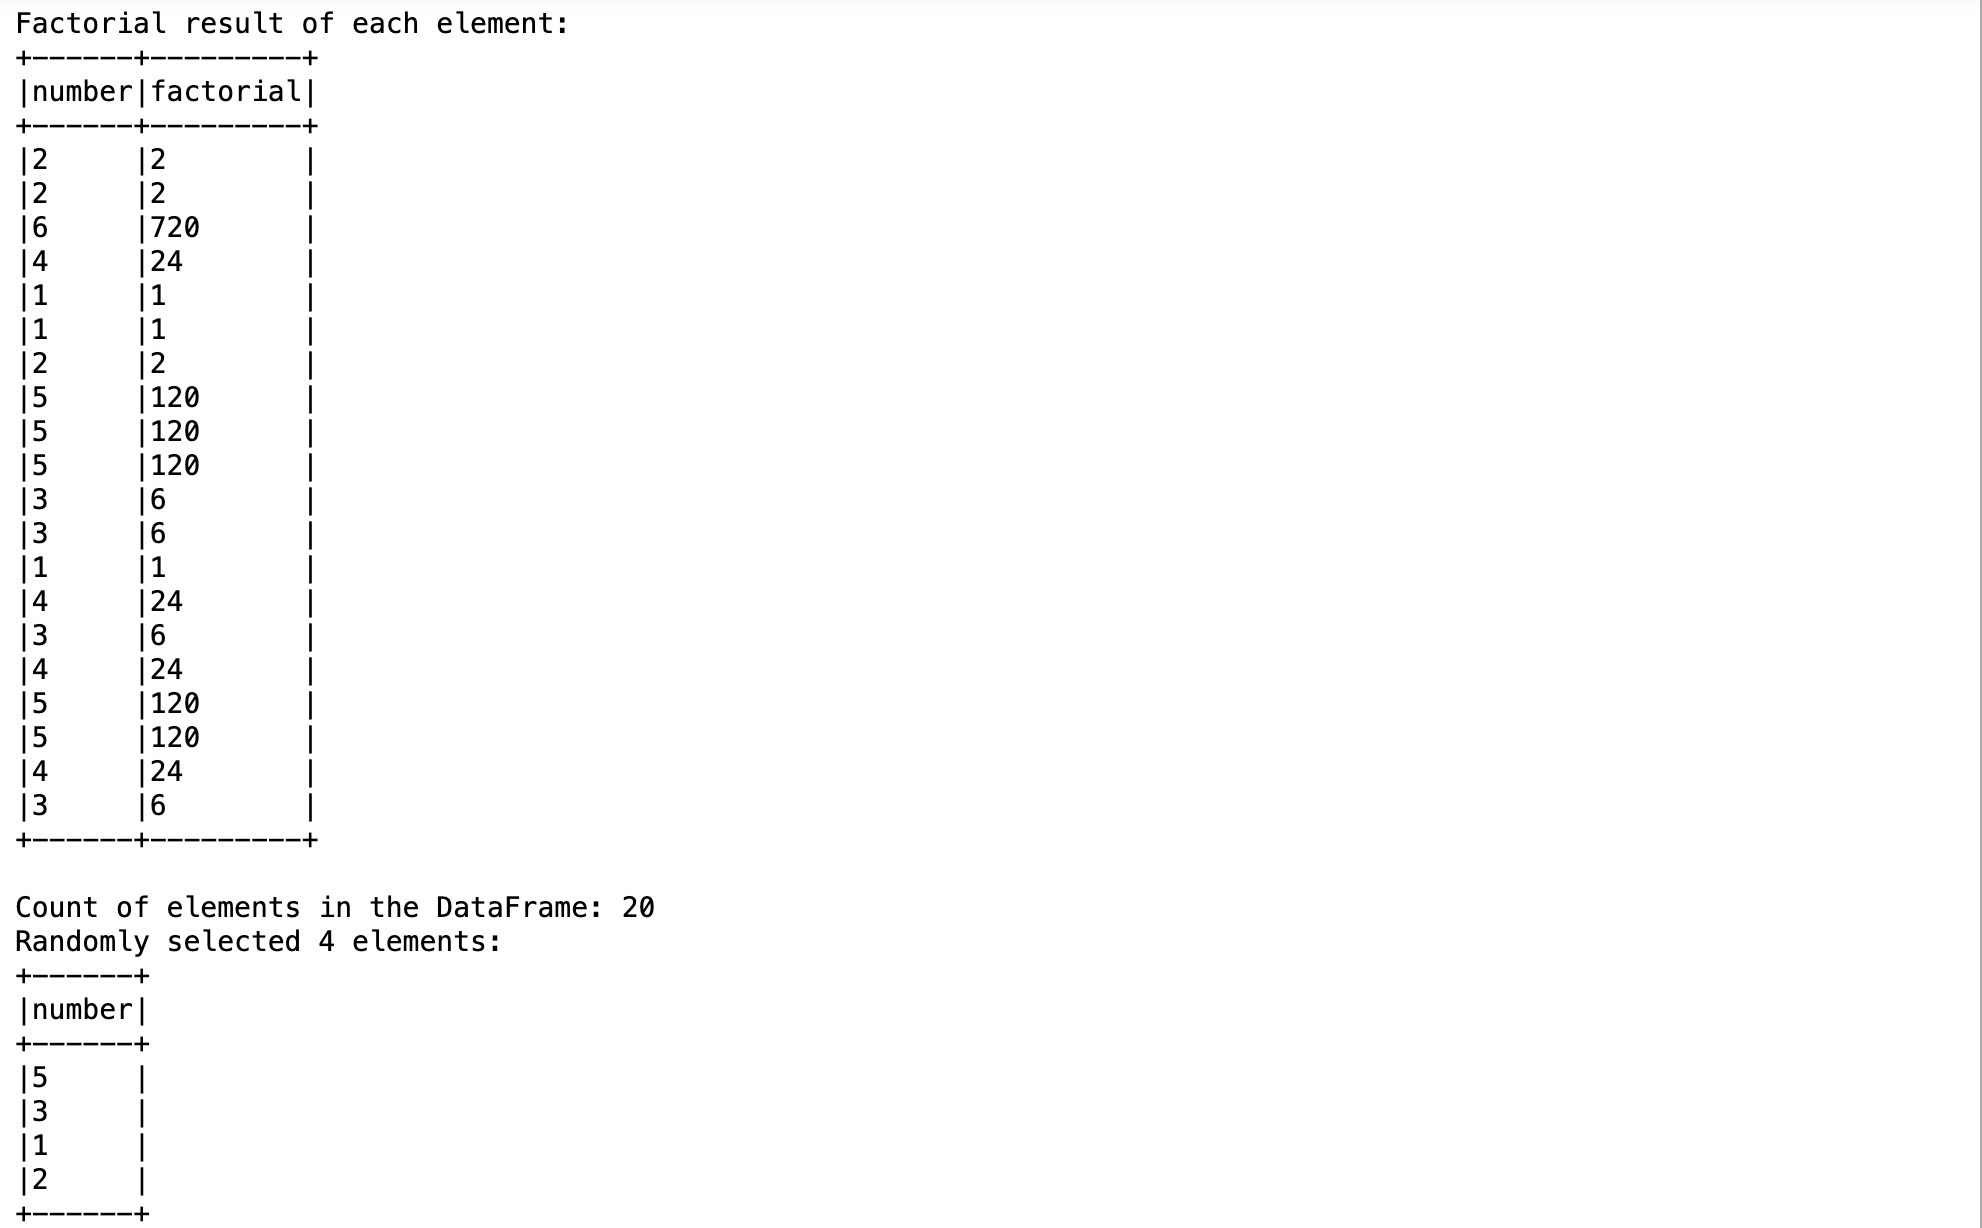 Factorial result of each element:
+------+---------+
|number|factorial|
+------+---------+
|2     |2        |
|2     |2        |
|6     |720      |
|4     |24       |
|1     |1        |
|1     |1        |
|2     |2        |
|5     |120      |
|5     |120      |
|5     |120      |
|3     |6        |
|3     |6        |
|1     |1        |
|4     |24       |
|3     |6        |
|4     |24       |
|5     |120      |
|5     |120      |
|4     |24       |
|3     |6        |
+------+---------+

Count of elements in the DataFrame: 20
Randomly selected 4 elements:
+------+
|number|
+------+
|5     |
|3     |
|1     |
|2     |
+------+